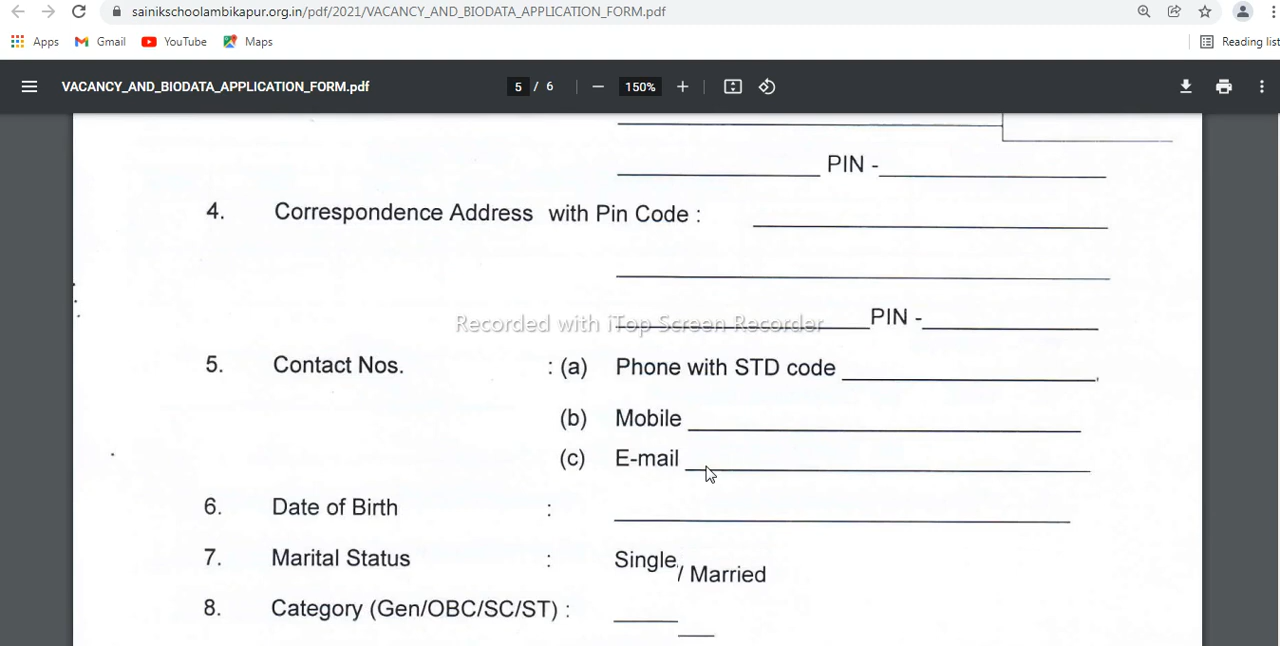 sainikschoolambikapur.org.in/pdf/2021/VACANCY_AND_BIODATA_APPLICATION_FORM.pdf
Apps Gmail YouTube Maps Reading list
VACANCY_AND_BIODATA_APPLICATION_FORM.pdf 5 / 6 150%
PIN -
4. Correspondence Address with Pin Code :
PIN -
Recorded with iTop Screen Recorder
5. Contact Nos. : (a) Phone with STD code
(b) Mobile
(c) E-mail
6. Date of Birth :
7. Marital Status : Single / Married
8. Category (Gen/OBC/SC/ST) :